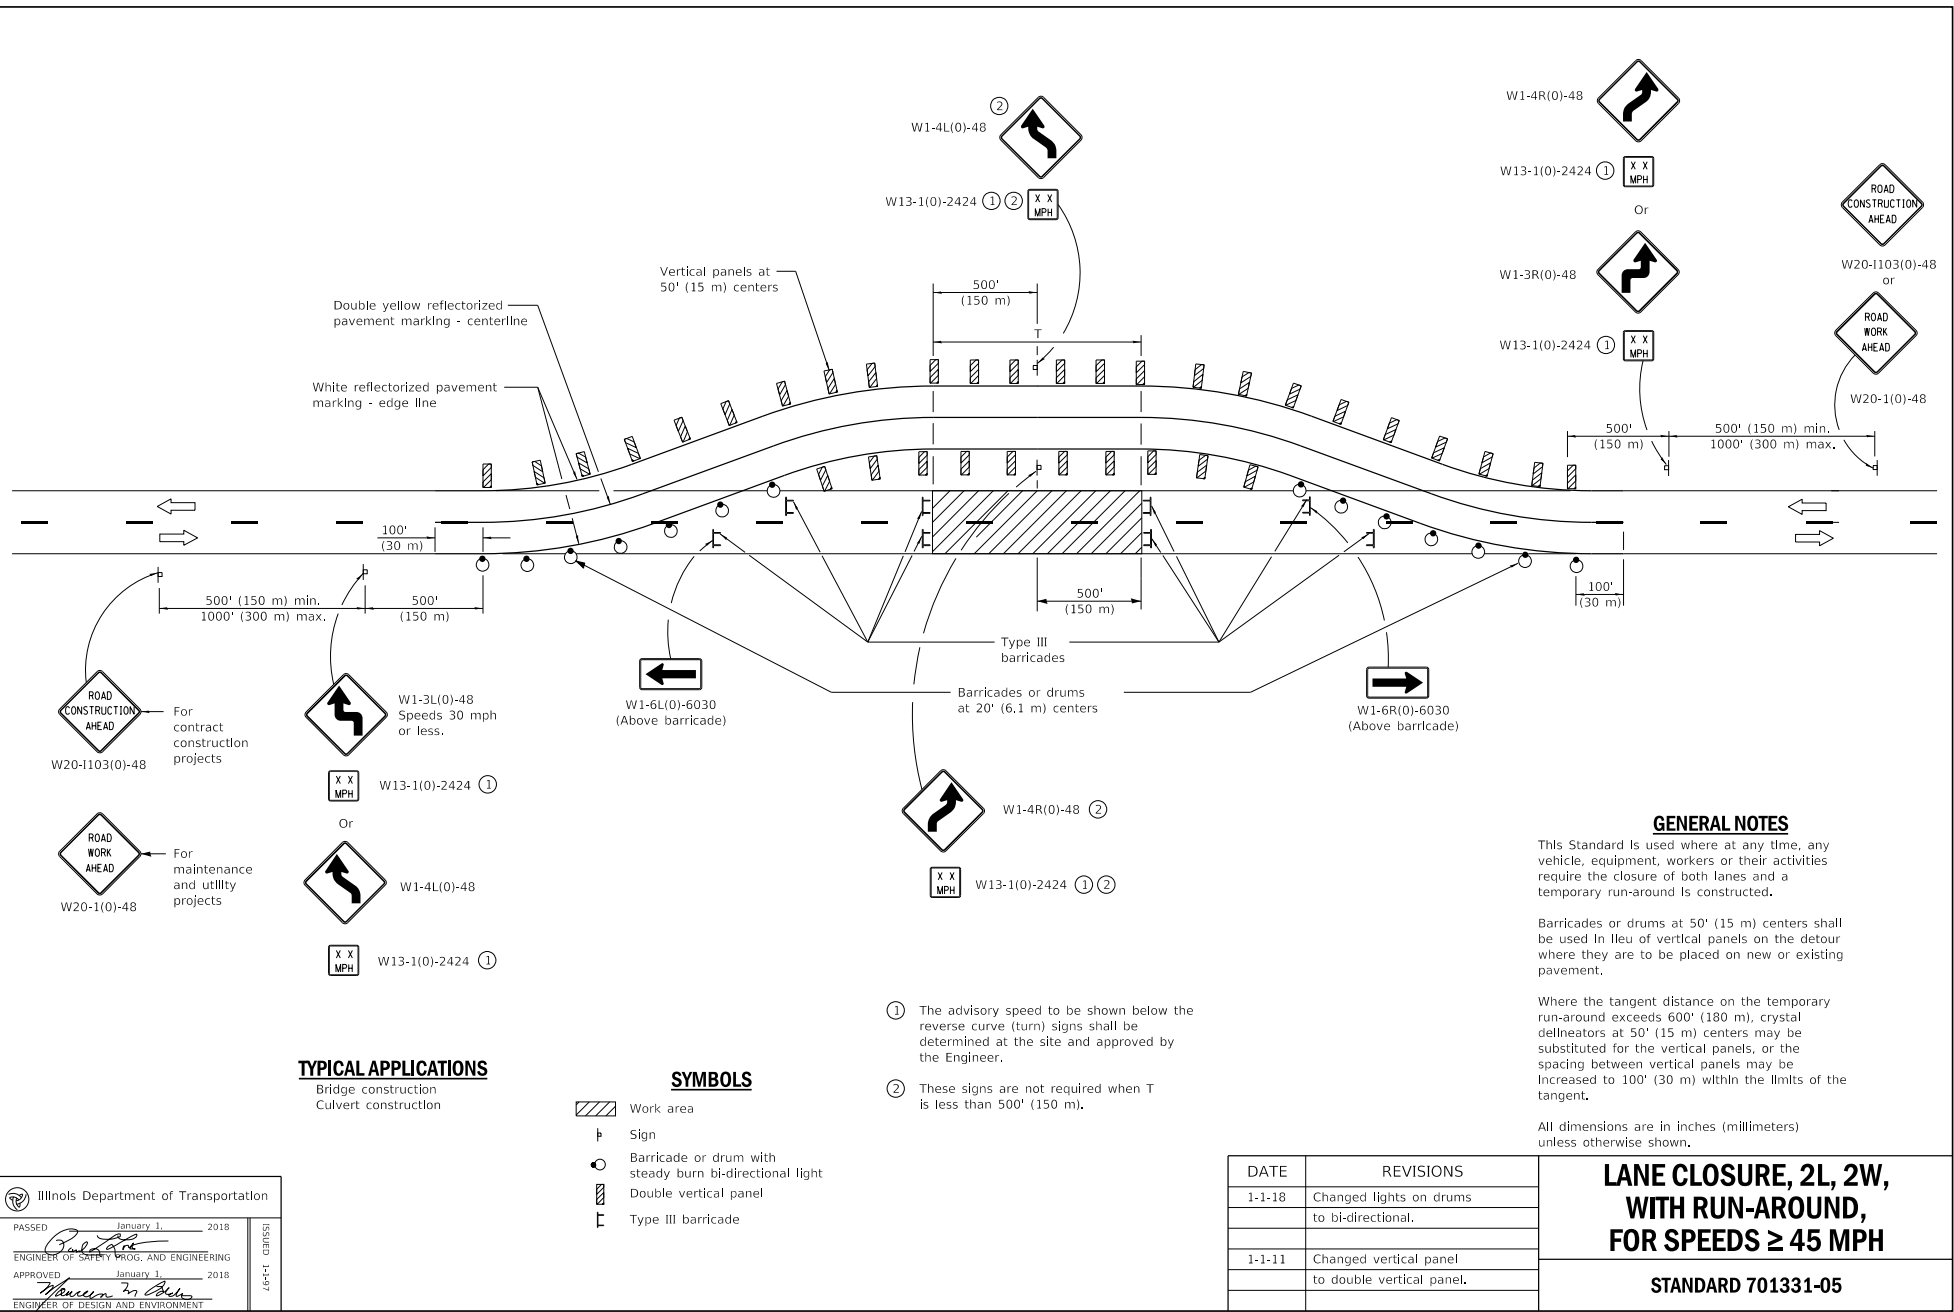 2
W1-4L(0)-48
W13-1(0)-2424 1 2
X X
MPH
W1-4R(0)-48
W13-1(0)-2424 1
X X
MPH
Or
W1-3R(0)-48
W13-1(0)-2424 1
X X
MPH
ROAD
CONSTRUCTION
AHEAD
W20-I103(0)-48
or
ROAD
WORK
AHEAD
W20-1(0)-48
Vertical panels at
50' (15 m) centers
Double yellow reflectorized
pavement marking - centerline
White reflectorized pavement
marking - edge line
500'
(150 m)
T
500'
(150 m)
500' (150 m) min.
1000' (300 m) max.
100'
(30 m)
500' (150 m) min.
1000' (300 m) max.
500'
(150 m)
500'
(150 m)
100'
(30 m)
Type III
barricades
Barricades or drums
at 20' (6.1 m) centers
W1-6L(0)-6030
(Above barricade)
W1-6R(0)-6030
(Above barricade)
ROAD
CONSTRUCTION
AHEAD
For
contract
construction
projects
W20-I103(0)-48
ROAD
WORK
AHEAD
For
maintenance
and utility
projects
W20-1(0)-48
W1-3L(0)-48
Speeds 30 mph
or less.
X X
MPH
W13-1(0)-2424 1
Or
W1-4L(0)-48
X X
MPH
W13-1(0)-2424 1
W1-4R(0)-48 2
X X
MPH
W13-1(0)-2424 1 2
GENERAL NOTES
This Standard is used where at any time, any
vehicle, equipment, workers or their activities
require the closure of both lanes and a
temporary run-around is constructed.
Barricades or drums at 50' (15 m) centers shall
be used in lieu of vertical panels on the detour
where they are to be placed on new or existing
pavement.
Where the tangent distance on the temporary
run-around exceeds 600' (180 m), crystal
delineators at 50' (15 m) centers may be
substituted for the vertical panels, or the
spacing between vertical panels may be
increased to 100' (30 m) within the limits of the
tangent.
All dimensions are in inches (millimeters)
unless otherwise shown.
1 The advisory speed to be shown below the
reverse curve (turn) signs shall be
determined at the site and approved by
the Engineer.
2 These signs are not required when T
is less than 500' (150 m).
TYPICAL APPLICATIONS
Bridge construction
Culvert construction
SYMBOLS
Work area
Sign
Barricade or drum with
steady burn bi-directional light
Double vertical panel
Type III barricade
Illinois Department of Transportation
PASSED January 1, 2018
ENGINEER OF SAFETY PROG. AND ENGINEERING
APPROVED January 1, 2018
ENGINEER OF DESIGN AND ENVIRONMENT
ISSUED 1-1-97
DATE REVISIONS
1-1-18 Changed lights on drums
to bi-directional.
1-1-11 Changed vertical panel
to double vertical panel.
LANE CLOSURE, 2L, 2W,
WITH RUN-AROUND,
FOR SPEEDS ≥ 45 MPH
STANDARD 701331-05